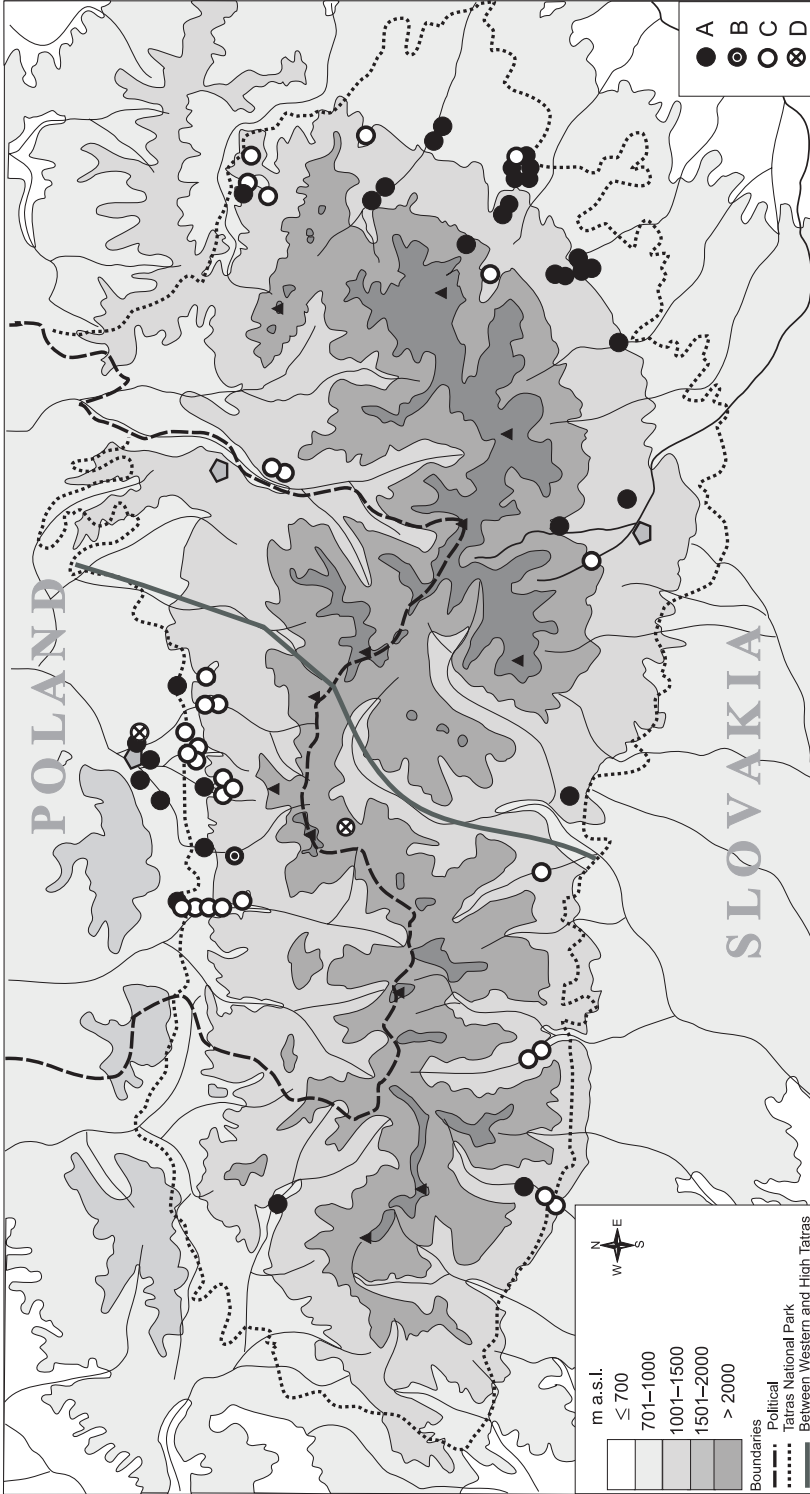 POLAND
SLOVAKIA
A
B
C
D
N
W
E
S
m a.s.l.
≤ 700
701–1000
1001–1500
1501–2000
> 2000
Boundaries
Political
Tatras National Park
Between Western and High Tatras